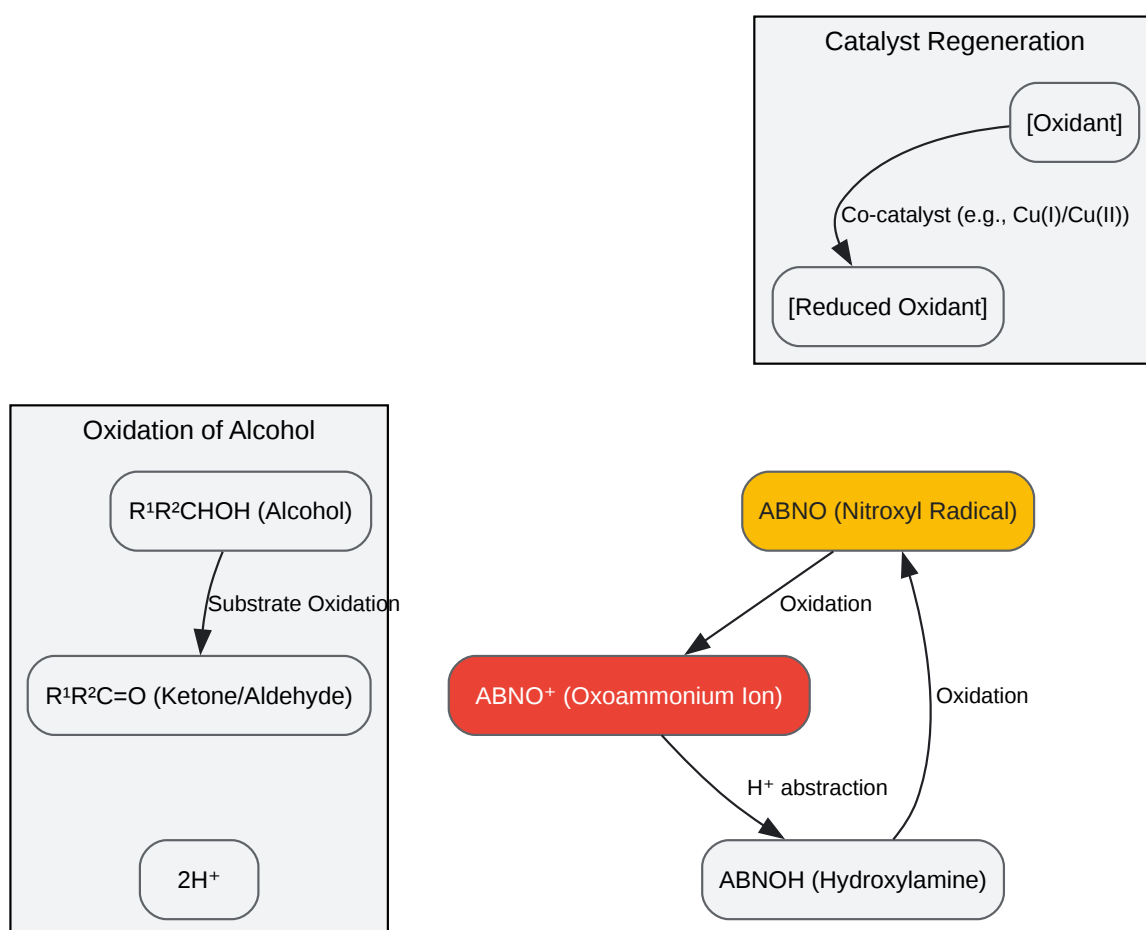 Catalyst Regeneration
[Oxidant]
Co-catalyst (e.g., Cu(I)/Cu(II))
[Reduced Oxidant]
Oxidation of Alcohol
R¹R²CHOH (Alcohol)
Substrate Oxidation
R¹R²C=O (Ketone/Aldehyde)
2H⁺
ABNO (Nitroxyl Radical)
Oxidation
ABNO⁺ (Oxoammonium Ion)
Oxidation
H⁺ abstraction
ABNOH (Hydroxylamine)